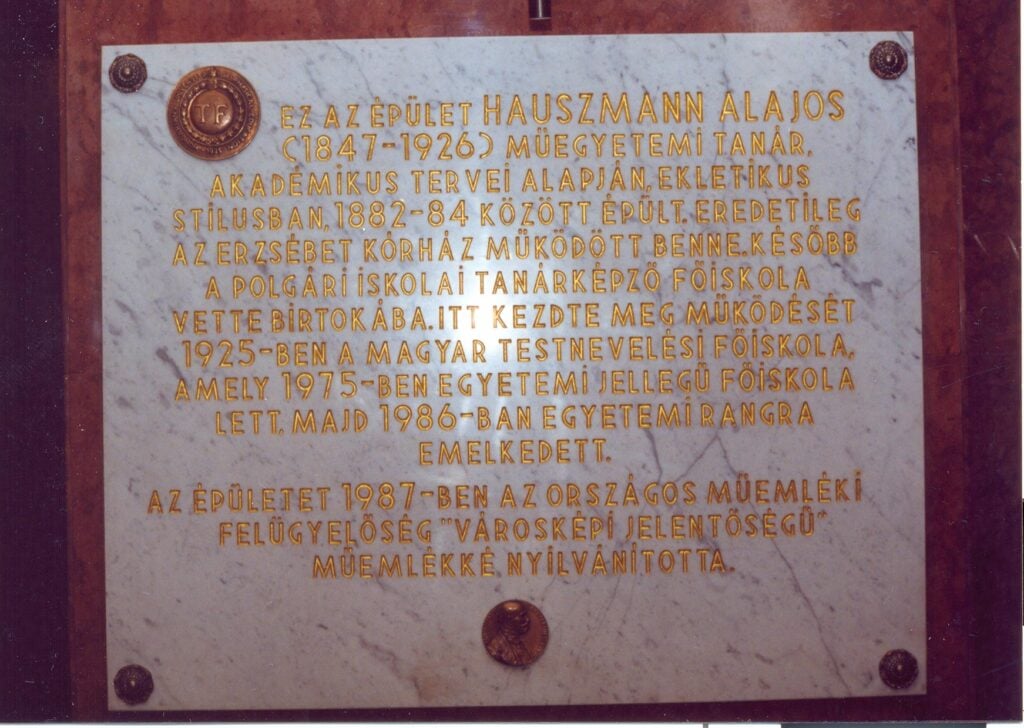 TF
EZ AZ ÉPÜLET HAUSZMANN ALAJOS
(1847-1926) MŰEGYETEMI TANÁR,
AKADÉMIKUS TERVEI ALAPJÁN, EKLETIKUS
STÍLUSBAN, 1882-84 KÖZÖTT ÉPÜLT. EREDETILEG
AZ ERZSÉBET KÓRHÁZ MŰKÖDÖTT BENNE. KÉSŐBB
A POLGÁRI ISKOLAI TANÁRKÉPZŐ FŐISKOLA
VETTE BIRTOKÁBA. ITT KEZDTE MEG MŰKÖDÉSÉT
1925-BEN A MAGYAR TESTNEVELÉSI FŐISKOLA,
AMELY 1975-BEN EGYETEMI JELLEGŰ FŐISKOLA
LETT, MAJD 1986-BAN EGYETEMI RANGRA
EMELKEDETT.
AZ ÉPÜLETET 1987-BEN AZ ORSZÁGOS MŰEMLÉKI
FELÜGYELŐSÉG "VÁROSKÉPI JELENTŐSÉGŰ"
MŰEMLÉKKÉ NYILVÁNÍTOTTA.